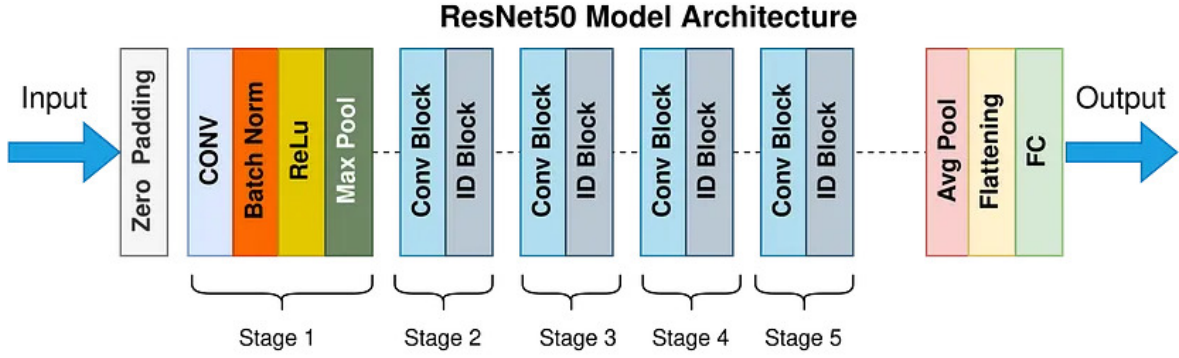 ResNet50 Model Architecture
Input
Zero Padding
CONV
Batch Norm
ReLu
Max Pool
Conv Block
ID Block
Conv Block
ID Block
Conv Block
ID Block
Conv Block
ID Block
Avg Pool
Flattening
FC
Output
Stage 1
Stage 2
Stage 3
Stage 4
Stage 5